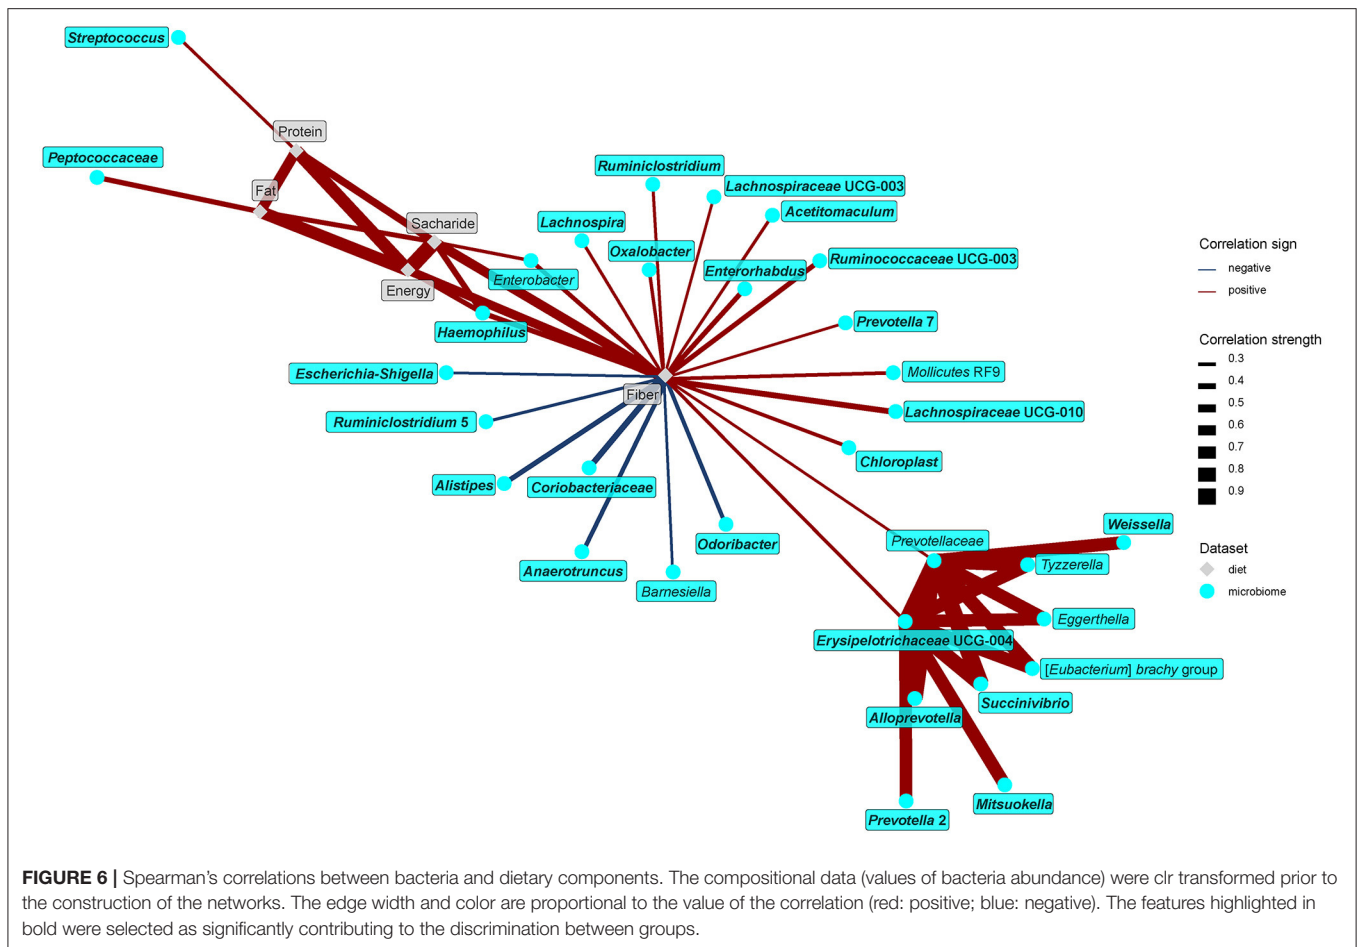 Streptococcus
Protein
Peptococcaceae
Fat
Ruminiclostridium
Lachnospiraceae UCG-003
Acetitomaculum
Lachnospira
Sacharide
Oxalobacter
Enterorhabdus
Ruminococcaceae UCG-003
Enterobacter
Energy
Haemophilus
Prevotella 7
Escherichia-Shigella
Mollicutes RF9
Fiber
Lachnospiraceae UCG-010
Ruminiclostridium 5
Chloroplast
Alistipes
Coriobacteriaceae
Odoribacter
Anaerotruncus
Barnesiella
Prevotellaceae
Weissella
Tyzzerella
Eggerthella
Erysipelotrichaceae UCG-004
[Eubacterium] brachy group
Succinivibrio
Alloprevotella
Mitsuokella
Prevotella 2
Correlation sign
negative
positive
Correlation strength
0.3
0.4
0.5
0.6
0.7
0.8
0.9
Dataset
diet
microbiome
FIGURE 6 | Spearman's correlations between bacteria and dietary components. The compositional data (values of bacteria abundance) were clr transformed prior to
the construction of the networks. The edge width and color are proportional to the value of the correlation (red: positive; blue: negative). The features highlighted in
bold were selected as significantly contributing to the discrimination between groups.